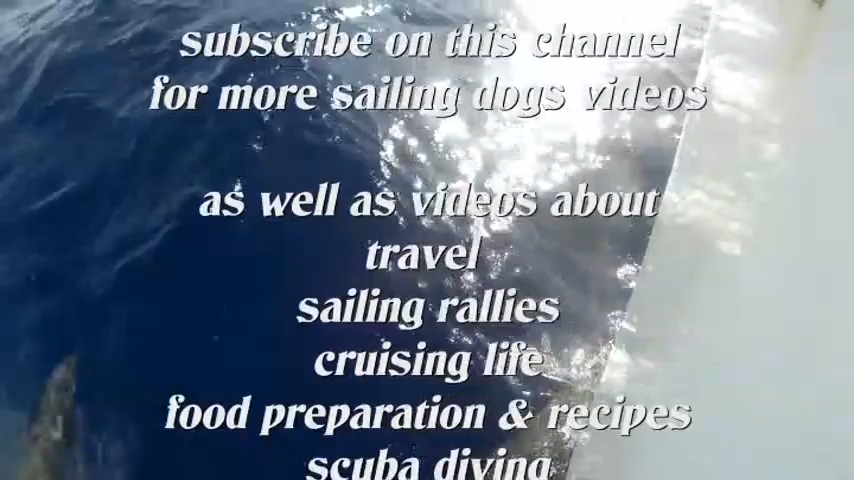 subscribe on this channel
for more sailing dogs videos
as well as videos about
travel
sailing rallies
cruising life
food preparation & recipes
scuba diving